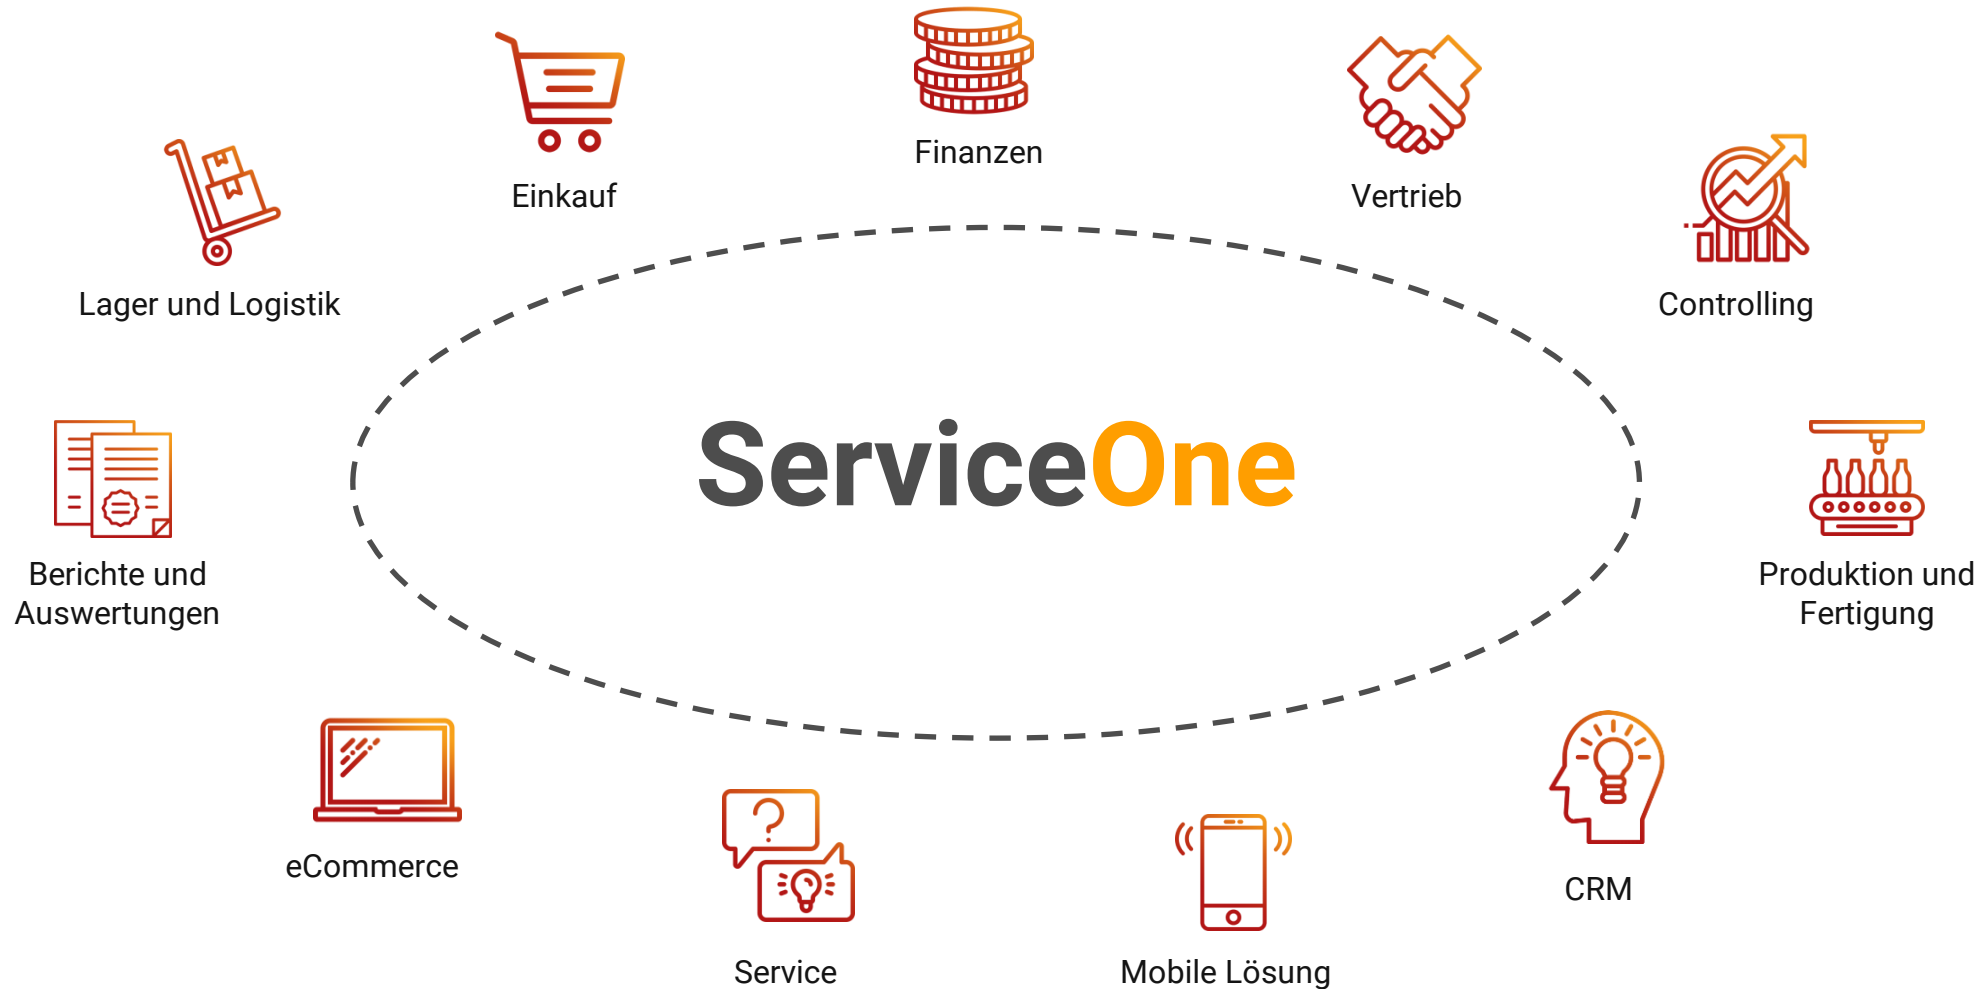 Finanzen
Einkauf
Vertrieb
Lager und Logistik
Controlling
ServiceOne
Berichte und
Auswertungen
Produktion und
Fertigung
eCommerce
CRM
Service
Mobile Lösung